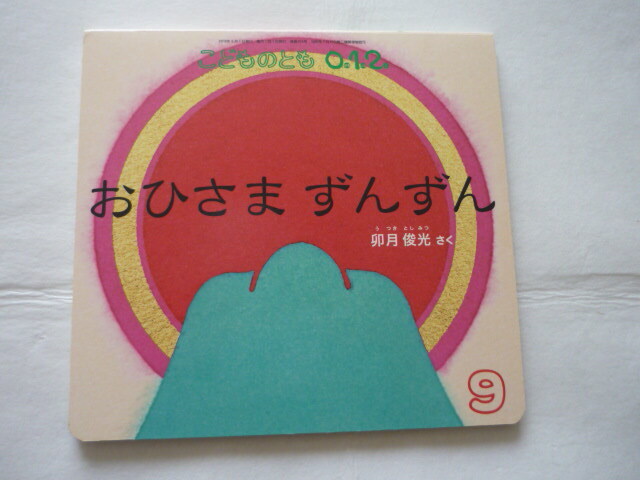 こどものとも 0.1.2.
おひさま ずんずん
う つき とし みつ
卯月 俊光 さく
9